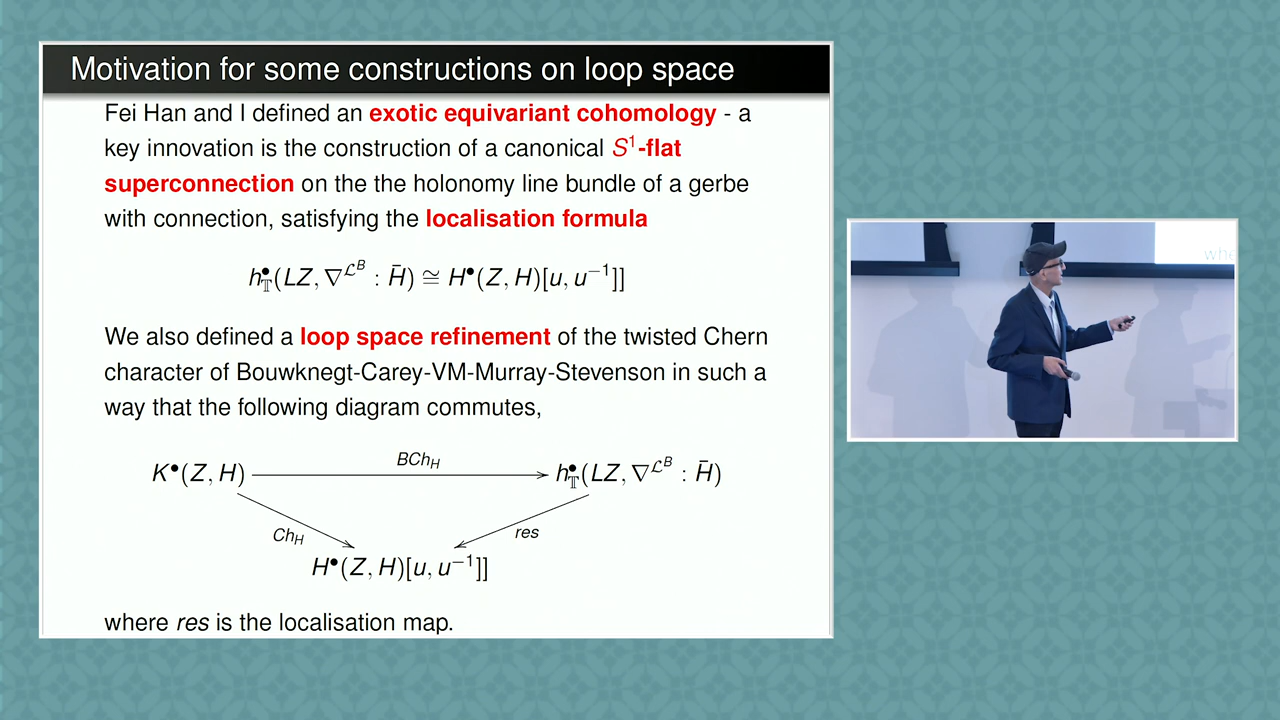 Motivation for some constructions on loop space
Fei Han and I defined an exotic equivariant cohomology - a
key innovation is the construction of a canonical S¹-flat
superconnection on the the holonomy line bundle of a gerbe
with connection, satisfying the localisation formula
h•_𝕋(LZ, ∇^{ℒ^B} : H̄) ≅ H•(Z, H)[u, u⁻¹]]
We also defined a loop space refinement of the twisted Chern
character of Bouwknegt-Carey-VM-Murray-Stevenson in such a
way that the following diagram commutes,
BCh_H
K•(Z, H) h•_𝕋(LZ, ∇^{ℒ^B} : H̄)
Ch_H res
H•(Z, H)[u, u⁻¹]]
where res is the localisation map.
whe